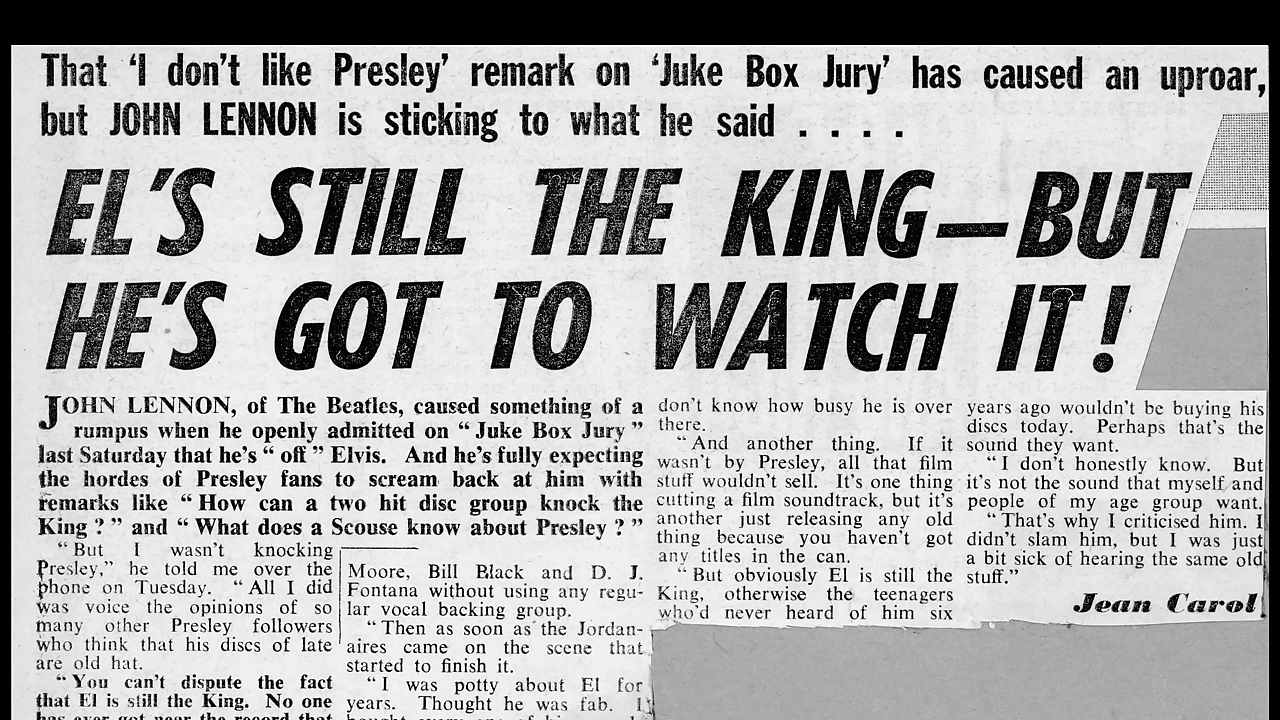 That ‘I don’t like Presley’ remark on ‘Juke Box Jury’ has caused an uproar,
but JOHN LENNON is sticking to what he said . . . .
EL’S STILL THE KING—BUT
HE’S GOT TO WATCH IT!
JOHN LENNON, of The Beatles, caused something of a
rumpus when he openly admitted on “Juke Box Jury”
last Saturday that he’s “off” Elvis. And he’s fully expecting
the hordes of Presley fans to scream back at him with
remarks like “How can a two hit disc group knock the
King?” and “What does a Scouse know about Presley?”
“But I wasn’t knocking
Presley,” he told me over the
phone on Tuesday. “All I did
was voice the opinions of so
many other Presley followers
who think that his discs of late
are old hat.
“You can’t dispute the fact
that El is still the King. No one
has ever got near the record that
Moore, Bill Black and D. J.
Fontana without using any regu-
lar vocal backing group.
“Then as soon as the Jordan-
aires came on the scene that
started to finish it.
“I was potty about El for
years. Thought he was fab. I
bought every one of his
don’t know how busy he is over
there.
“And another thing. If it
wasn’t by Presley, all that film
stuff wouldn’t sell. It’s one thing
cutting a film soundtrack, but it’s
another just releasing any old
thing because you haven’t got
any titles in the can.
“But obviously El is still the
King, otherwise the teenagers
who’d never heard of him six
years ago wouldn’t be buying his
discs today. Perhaps that’s the
sound they want.
“I don’t honestly know. But
it’s not the sound that myself and
people of my age group want.
“That’s why I criticised him. I
didn’t slam him, but I was just
a bit sick of hearing the same old
stuff.”
Jean Carol